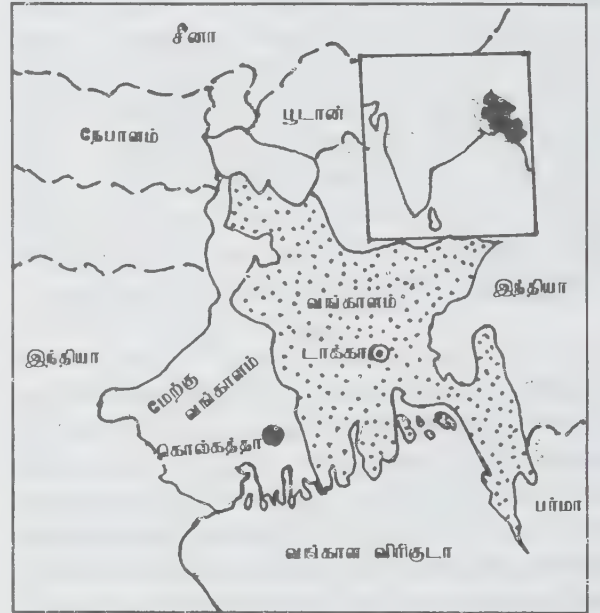 சீனா
பூடான்
நேபாளம்
இந்தியா
வங்காளம்
டாக்கா
இந்தியா
மேற்கு
வங்காளம்
கொல்கத்தா
பர்மா
வங்காள விரிகுடா